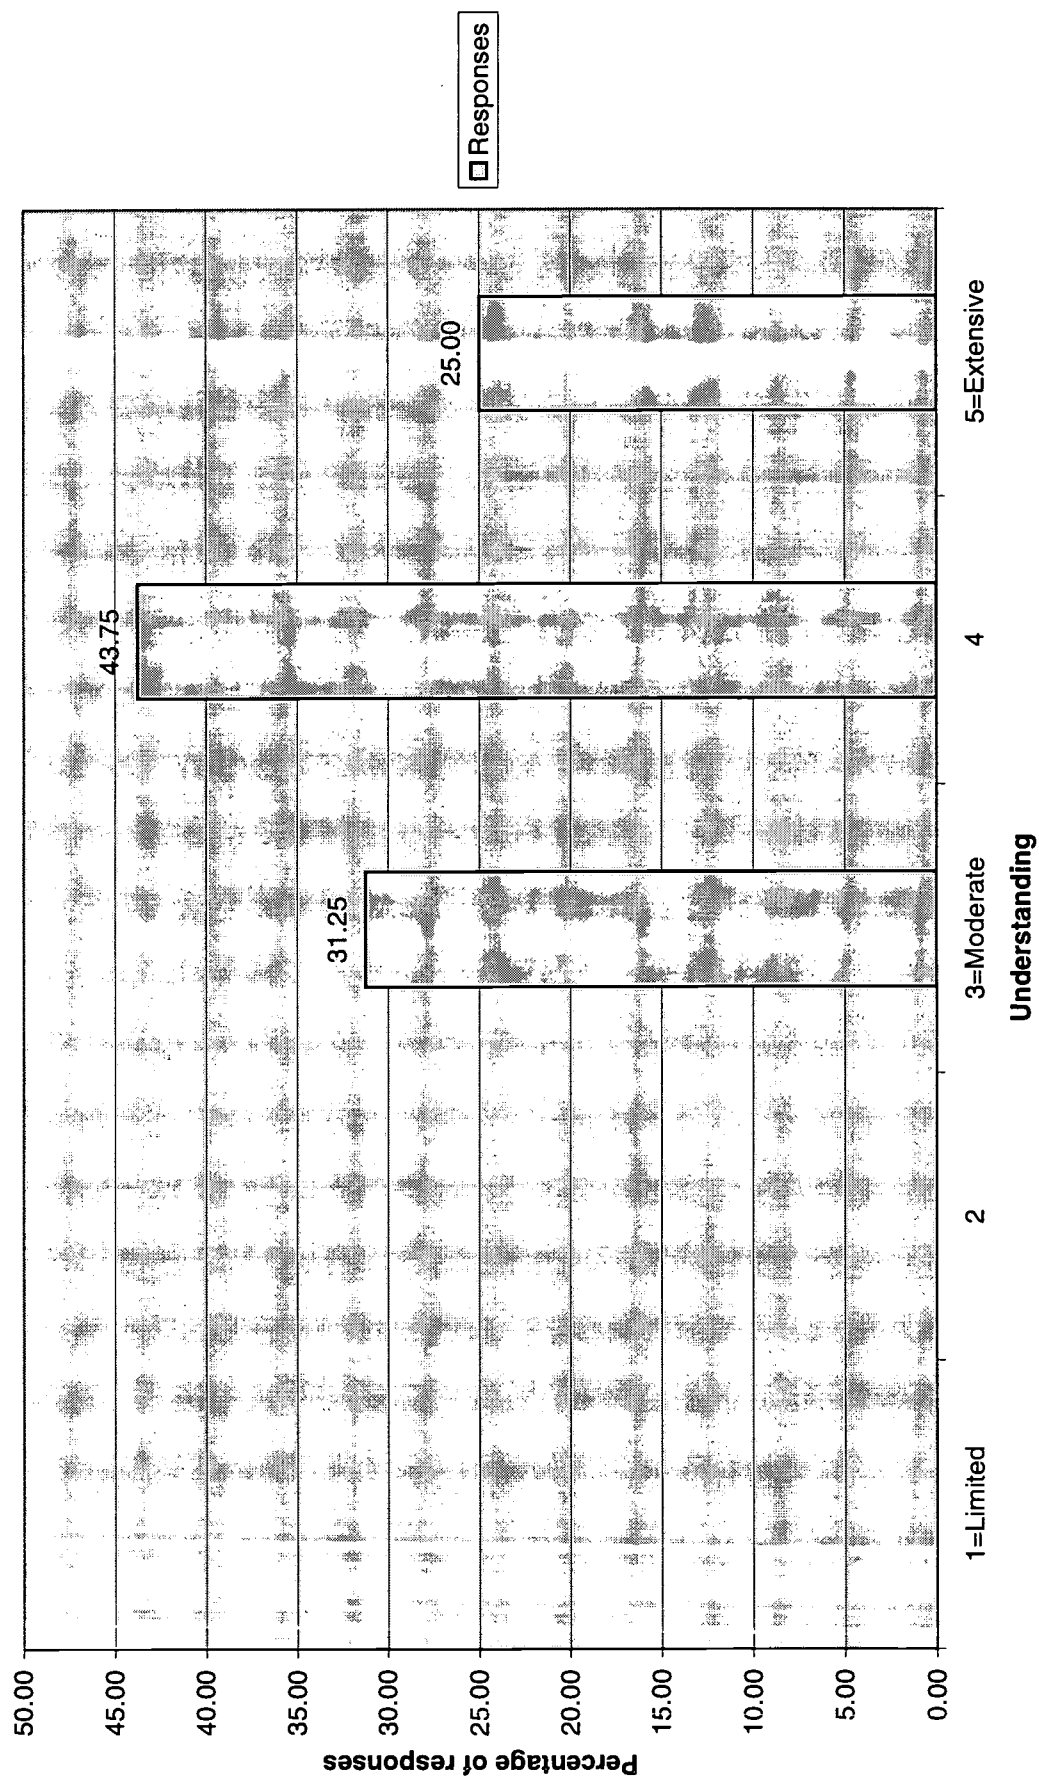 50.00
45.00
40.00
35.00
30.00
25.00
20.00
15.00
10.00
5.00
0.00
Percentage of responses
31.25
43.75
25.00
1=Limited
2
3=Moderate
4
5=Extensive
Understanding
Responses